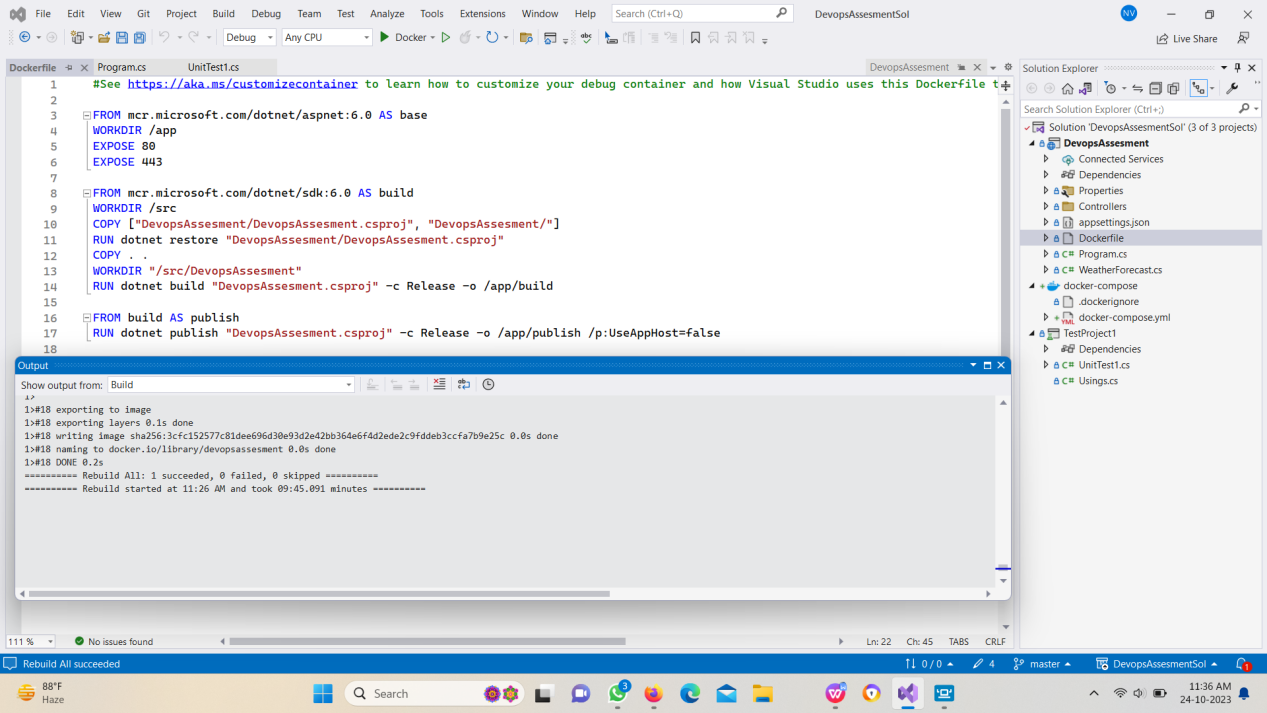 File Edit View Git Project Build Debug Team Test Analyze Tools Extensions Window Help Search (Ctrl+Q) DevopsAssesmentSol NV
Debug Any CPU Docker Live Share
Dockerfile Program.cs UnitTest1.cs DevopsAssesment
1 #See https://aka.ms/customizecontainer to learn how to customize your debug container and how Visual Studio uses this Dockerfile t
2
3 FROM mcr.microsoft.com/dotnet/aspnet:6.0 AS base
4 WORKDIR /app
5 EXPOSE 80
6 EXPOSE 443
7
8 FROM mcr.microsoft.com/dotnet/sdk:6.0 AS build
9 WORKDIR /src
10 COPY ["DevopsAssesment/DevopsAssesment.csproj", "DevopsAssesment/"]
11 RUN dotnet restore "DevopsAssesment/DevopsAssesment.csproj"
12 COPY . .
13 WORKDIR "/src/DevopsAssesment"
14 RUN dotnet build "DevopsAssesment.csproj" -c Release -o /app/build
15
16 FROM build AS publish
17 RUN dotnet publish "DevopsAssesment.csproj" -c Release -o /app/publish /p:UseAppHost=false
18
Output
Show output from: Build
1>
1>#18 exporting to image
1>#18 exporting layers 0.1s done
1>#18 writing image sha256:3cfc152577c81dee696d30e93d2e42bb364e6f4d2ede2c9fddeb3ccfa7b9e25c 0.0s done
1>#18 naming to docker.io/library/devopsassesment 0.0s done
1>#18 DONE 0.2s
========== Rebuild All: 1 succeeded, 0 failed, 0 skipped ==========
========== Rebuild started at 11:26 AM and took 09:45.091 minutes ==========
111 % No issues found Ln: 22 Ch: 45 TABS CRLF
Solution Explorer
Search Solution Explorer (Ctrl+;)
Solution 'DevopsAssesmentSol' (3 of 3 projects)
DevopsAssesment
Connected Services
Dependencies
Properties
Controllers
appsettings.json
Dockerfile
C# Program.cs
C# WeatherForecast.cs
docker-compose
.dockerignore
YML docker-compose.yml
TestProject1
Dependencies
C# UnitTest1.cs
C# Usings.cs
Rebuild All succeeded 0 / 0 4 master DevopsAssesmentSol 1
88°F
Haze
Search
3
11:36 AM
24-10-2023